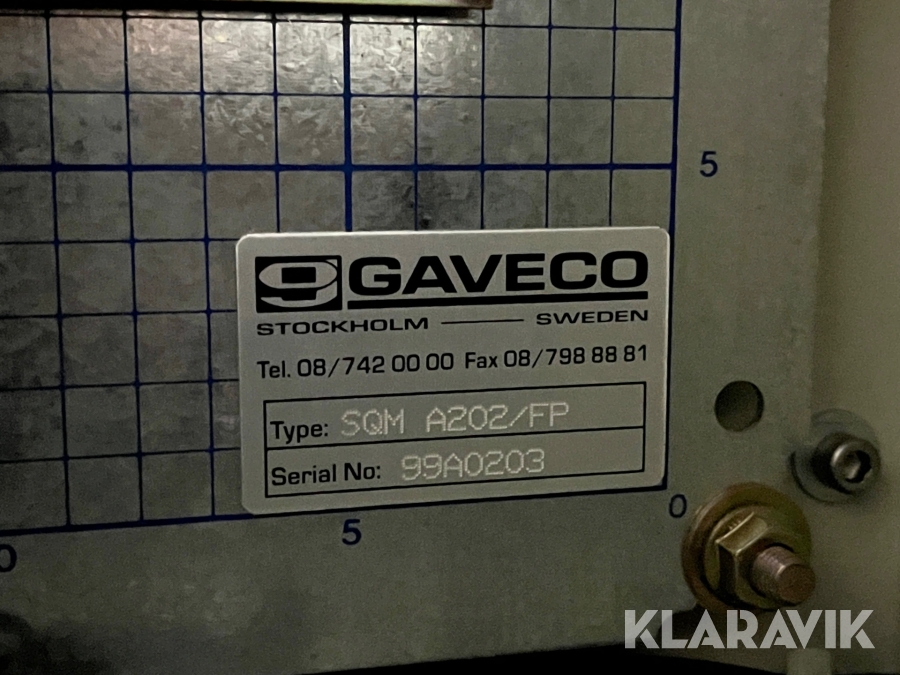 5
GAVECO
STOCKHOLM SWEDEN
Tel. 08/742 00 00 Fax 08/798 88 81
Type: SQM A202/FP
Serial No: 99A0203
0
5
0
KLARAVIK